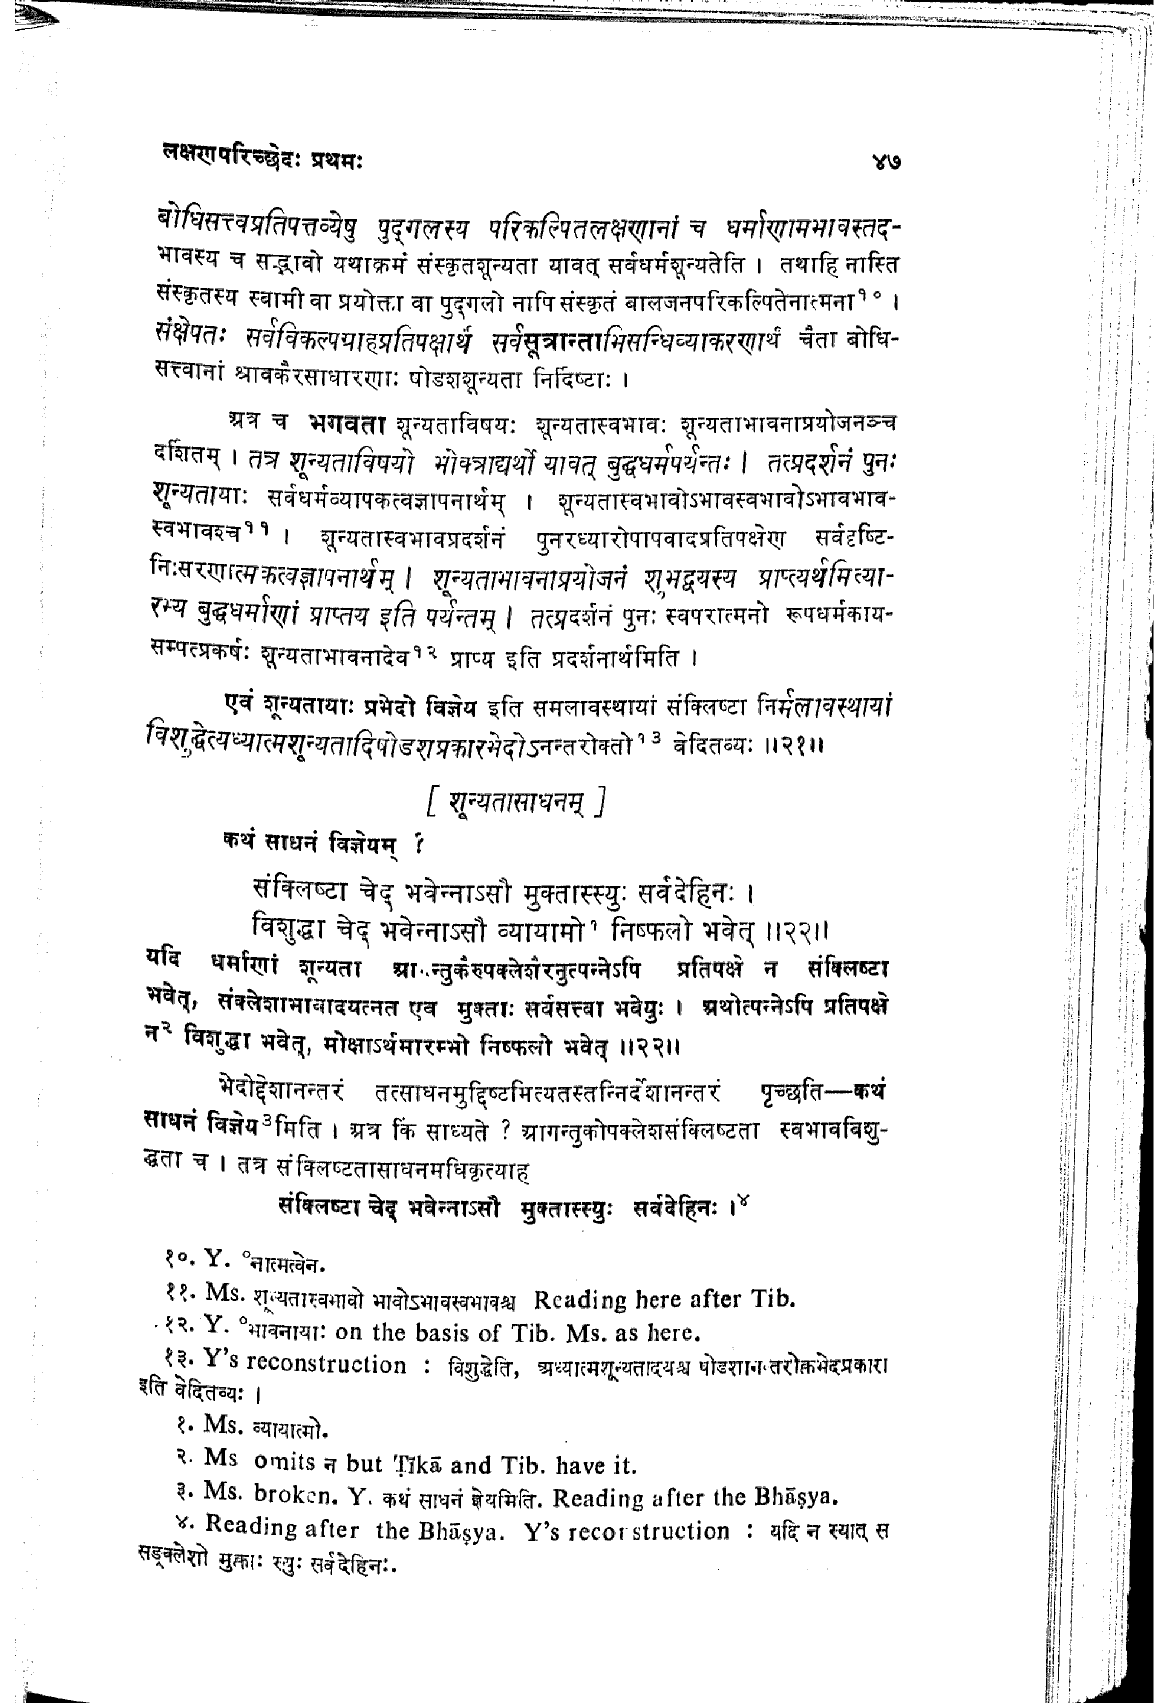 लक्षणपरिच्छेदः प्रथमः ४७
बोधिसत्त्वप्रतिपत्तव्येषु पुद्गलस्य परिकल्पितलक्षणानां च धर्माणामभावस्तद-
भावस्य च सद्भावो यथाक्रमं संस्कृतशून्यता यावत् सर्वधर्मशून्यतेति । तथाहि नास्ति
संस्कृतस्य स्वामी वा प्रयोक्ता वा पुद्गलो नापि संस्कृतं बालजनपरिकल्पितेनात्मना१० ।
संक्षेपतः सर्वविकल्पग्राहप्रतिपक्षार्थं सर्वसूत्रान्ताभिसन्धिव्याकरणार्थं चैता बोधि-
सत्त्वानां श्रावकैरसाधारणाः षोडशशून्यता निर्दिष्टाः ।
अत्र च भगवता शून्यताविषयः शून्यतास्वभावः शून्यताभावनाप्रयोजनञ्च
दर्शितम् । तत्र शून्यताविषयो भोक्त्राद्यर्थो यावत् बुद्धधर्मपर्यन्तः । तत्प्रदर्शनं पुनः
शून्यतायाः सर्वधर्मव्यापकत्वज्ञापनार्थम् । शून्यतास्वभावोऽभावस्वभावोऽभावभाव-
स्वभावश्च११ । शून्यतास्वभावप्रदर्शनं पुनरध्यारोपापवादप्रतिपक्षेण सर्वदृष्टि-
निःसरणात्मकत्वज्ञापनार्थम् । शून्यताभावनाप्रयोजनं शुभद्वयस्य प्राप्त्यर्थमित्या-
रभ्य बुद्धधर्माणां प्राप्तय इति पर्यन्तम् । तत्प्रदर्शनं पुनः स्वपरात्मनो रूपधर्मकाय-
सम्पत्प्रकर्षः शून्यताभावनादेव१२ प्राप्य इति प्रदर्शनार्थमिति ।
एवं शून्यतायाः प्रभेदो विज्ञेय इति समलावस्थायां संक्लिष्टा निर्मलावस्थायां
विशुद्धेत्यध्यात्मशून्यतादिषोडशप्रकारभेदोऽनन्तरोक्तो१३ वेदितव्यः ॥२१॥
[ शून्यतासाधनम् ]
कथं साधनं विज्ञेयम् ?
संक्लिष्टा चेद् भवेन्नाऽसौ मुक्तास्स्युः सर्वदेहिनः ।
विशुद्धा चेद् भवेन्नाऽसौ व्यायामो१ निष्फलो भवेत् ॥२२॥
यदि धर्माणां शून्यता आ..न्तुकैरुपक्लेशैरनुत्पन्नेऽपि प्रतिपक्षे न संक्लिष्टा
भवेत्, संक्लेशाभावादयत्नत एव मुक्ताः सर्वसत्त्वा भवेयुः । अथोत्पन्नेऽपि प्रतिपक्षे
न२ विशुद्धा भवेत्, मोक्षाऽर्थमारम्भो निष्फलो भवेत् ॥२२॥
भेदोद्देशानन्तरं तत्साधनमुद्दिष्टमित्यतस्तन्निर्देशानन्तरं पृच्छति—कथं
साधनं विज्ञेय३मिति । अत्र किं साध्यते ? आगन्तुकोपक्लेशसंक्लिष्टता स्वभावविशु-
द्धता च । तत्र संक्लिष्टतासाधनमधिकृत्याह
संक्लिष्टा चेद् भवेन्नाऽसौ मुक्तास्स्युः सर्वदेहिनः ।४
१०. Y. °नात्मत्वेन.
११. Ms. शून्यतास्वभावो भावोऽभावस्वभावश्च Reading here after Tib.
१२. Y. °भावनायाः on the basis of Tib. Ms. as here.
१३. Y's reconstruction : विशुद्धेति, अध्यात्मशून्यतादयश्च षोडशानन्तरोक्तभेदप्रकारा
इति वेदितव्यः ।
१. Ms. व्यायात्मो.
२. Ms omits न but Ṭīkā and Tib. have it.
३. Ms. broken. Y. कथं साधनं ज्ञेयमिति. Reading after the Bhāṣya.
४. Reading after the Bhāṣya. Y's reconstruction : यदि न स्यात् स
सङ्क्लेशो मुक्ताः स्युः सर्वदेहिनः.